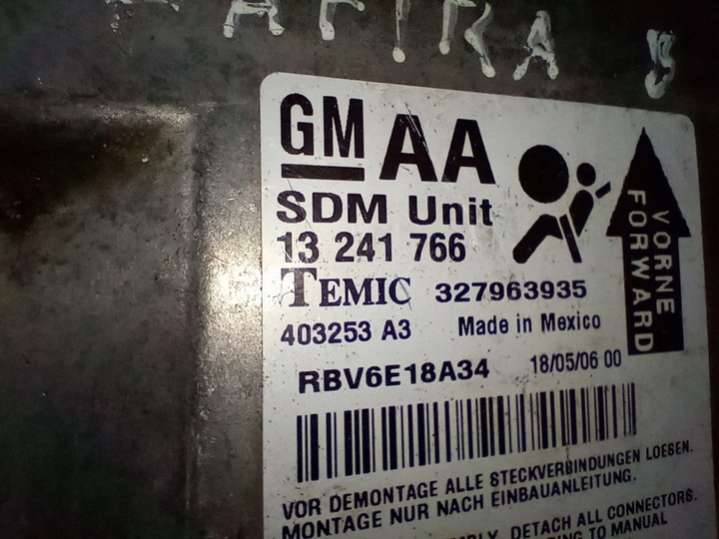 ZAFIRA B
GM AA
SDM Unit
13 241 766
TEMIC 327963935
403253 A3 Made in Mexico
RBV6E18A34 18/05/06 00
VORNE
FORWARD
VOR DEMONTAGE ALLE STECKVERBINDUNGEN LOESEN.
MONTAGE NUR NACH EINBAUANLEITUNG.
DETACH ALL CONNECTORS.
TO MANUAL